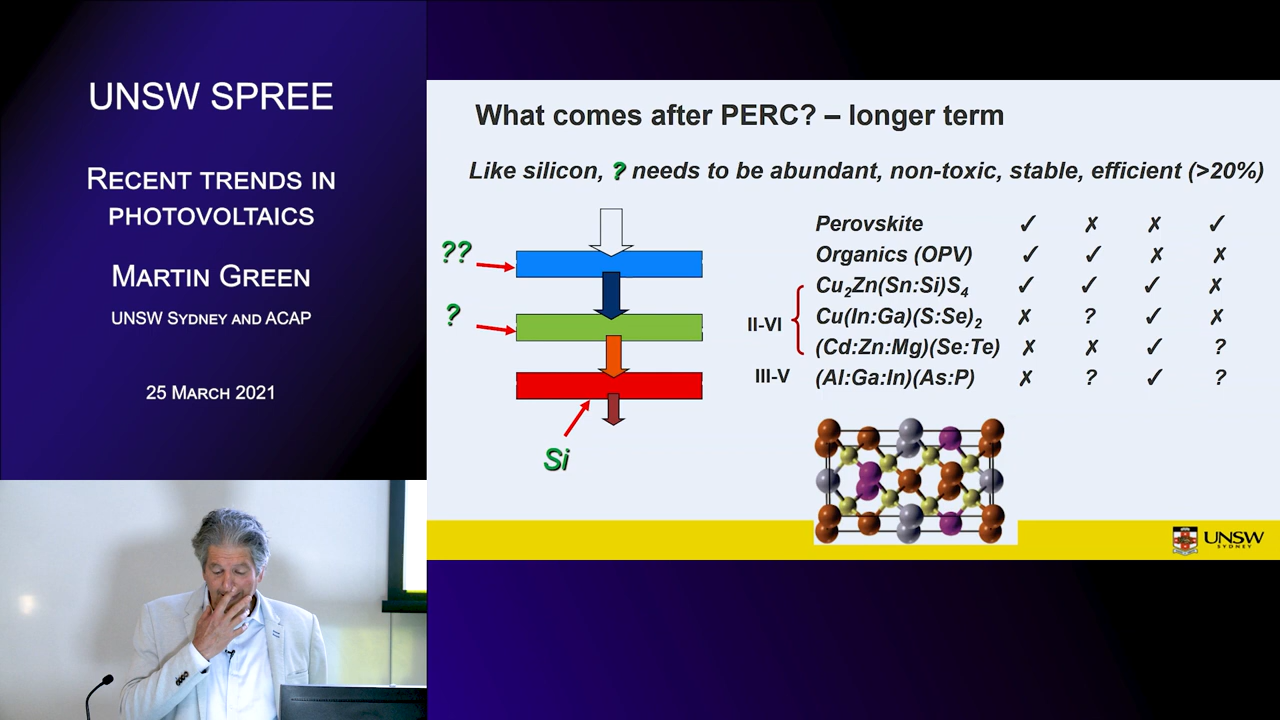 UNSW SPREE
RECENT TRENDS IN
PHOTOVOLTAICS
MARTIN GREEN
UNSW SYDNEY AND ACAP
25 MARCH 2021
What comes after PERC? – longer term
Like silicon, ? needs to be abundant, non-toxic, stable, efficient (>20%)
??
?
Si
Perovskite ✓ ✗ ✗ ✓
Organics (OPV) ✓ ✓ ✗ ✗
Cu₂Zn(Sn:Si)S₄ ✓ ✓ ✓ ✗
II-VI
Cu(In:Ga)(S:Se)₂ ✗ ? ✓ ✗
(Cd:Zn:Mg)(Se:Te) ✗ ✗ ✓ ?
III-V (Al:Ga:In)(As:P) ✗ ? ✓ ?
UNSW
SYDNEY